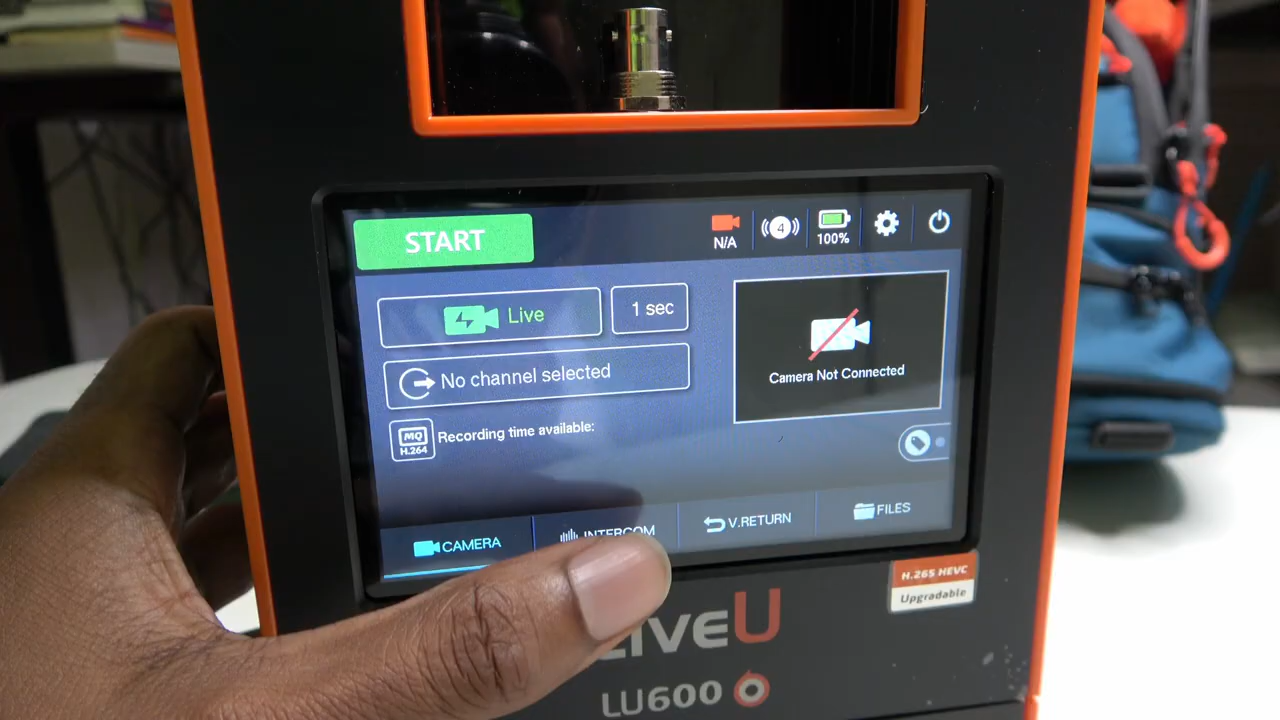 START
N/A
4
100%
Live
1 sec
No channel selected
Camera Not Connected
MQ
H.264
Recording time available:
CAMERA
INTERCOM
V.RETURN
FILES
H.265 HEVC
Upgradable
LIVEU
LU600